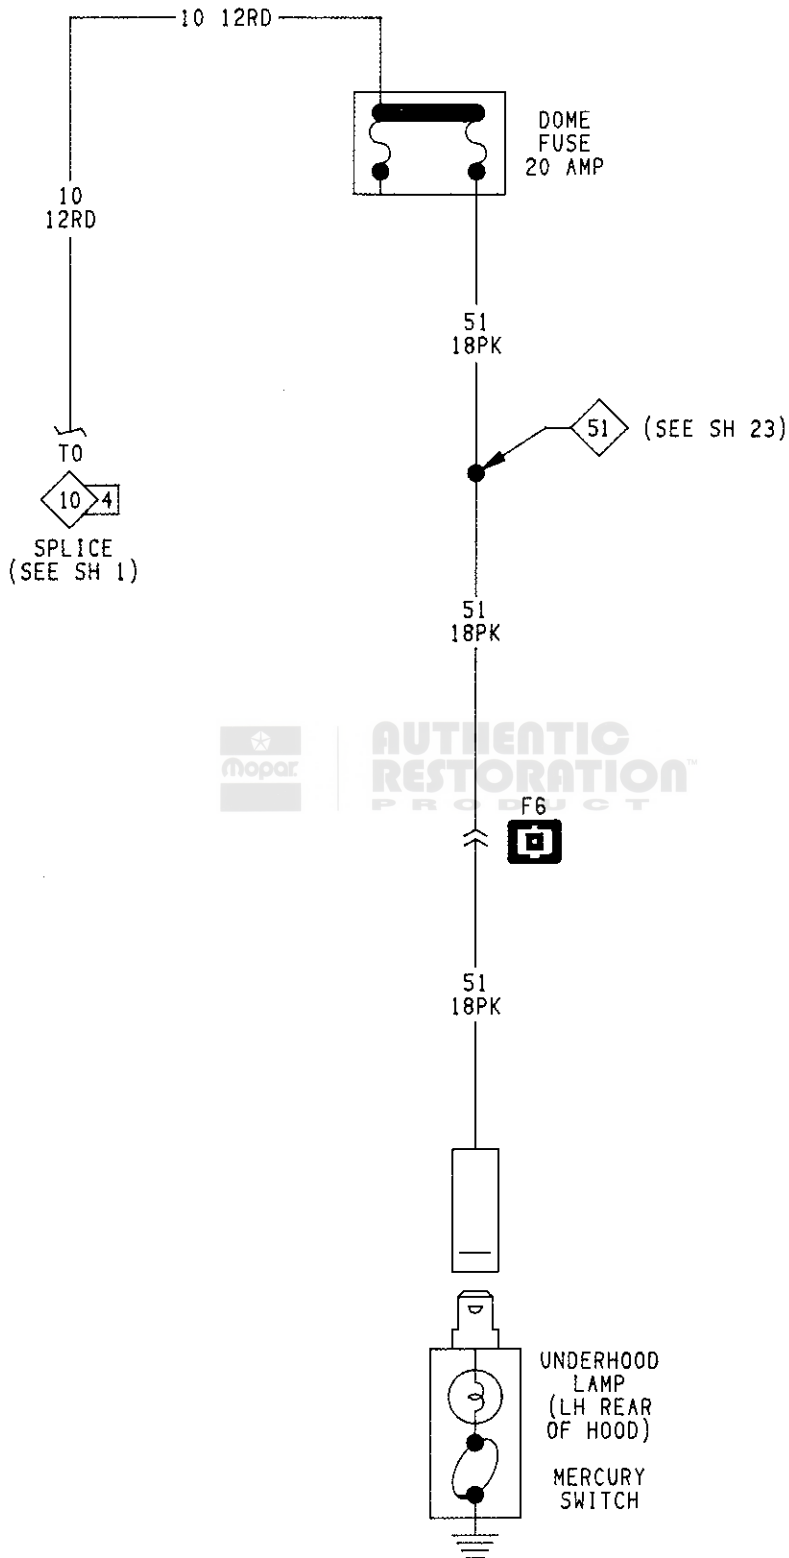 10 12RD
DOME
FUSE
20 AMP
10
12RD
51
18PK
51 (SEE SH 23)
TO
10 4
SPLICE
(SEE SH 1)
51
18PK
Mopar
AUTHENTIC
RESTORATION™
PRODUCT
F6
51
18PK
UNDERHOOD
LAMP
(LH REAR
OF HOOD)
MERCURY
SWITCH